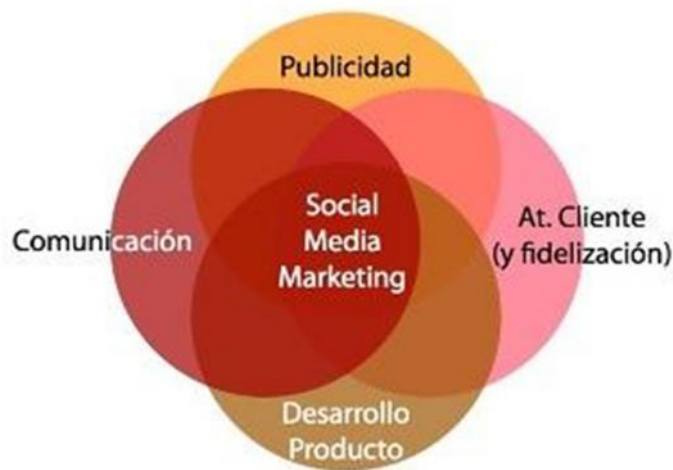 Publicidad
Comunicación
Social
Media
Marketing
At. Cliente
(y fidelización)
Desarrollo
Producto